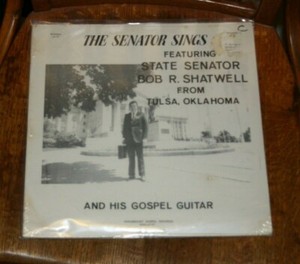 THE SENATOR SINGS
FEATURING
STATE SENATOR
BOB R. SHATWELL
FROM
TULSA, OKLAHOMA
AND HIS GOSPEL GUITAR